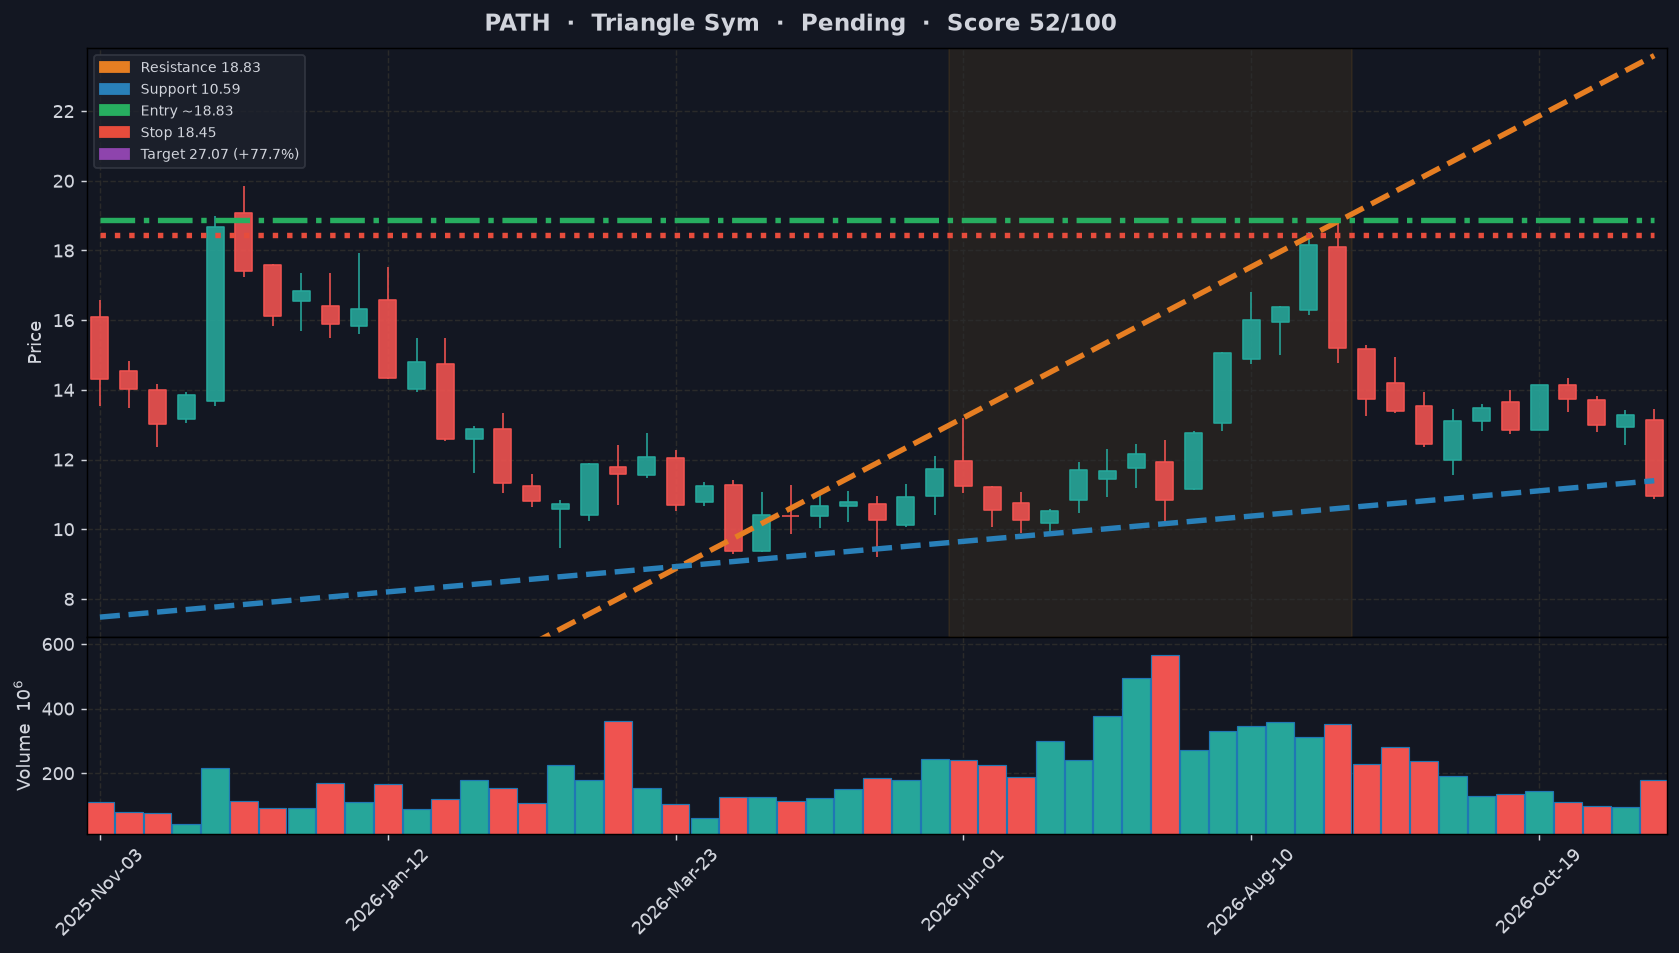 PATH · Triangle Sym · Pending · Score 52/100
Resistance 18.83
Support 10.59
Entry ~18.83
Stop 18.45
Target 27.07 (+77.7%)
Price
22
20
18
16
14
12
10
8
Volume 10⁶
600
400
200
2025-Nov-03
2026-Jan-12
2026-Mar-23
2026-Jun-01
2026-Aug-10
2026-Oct-19